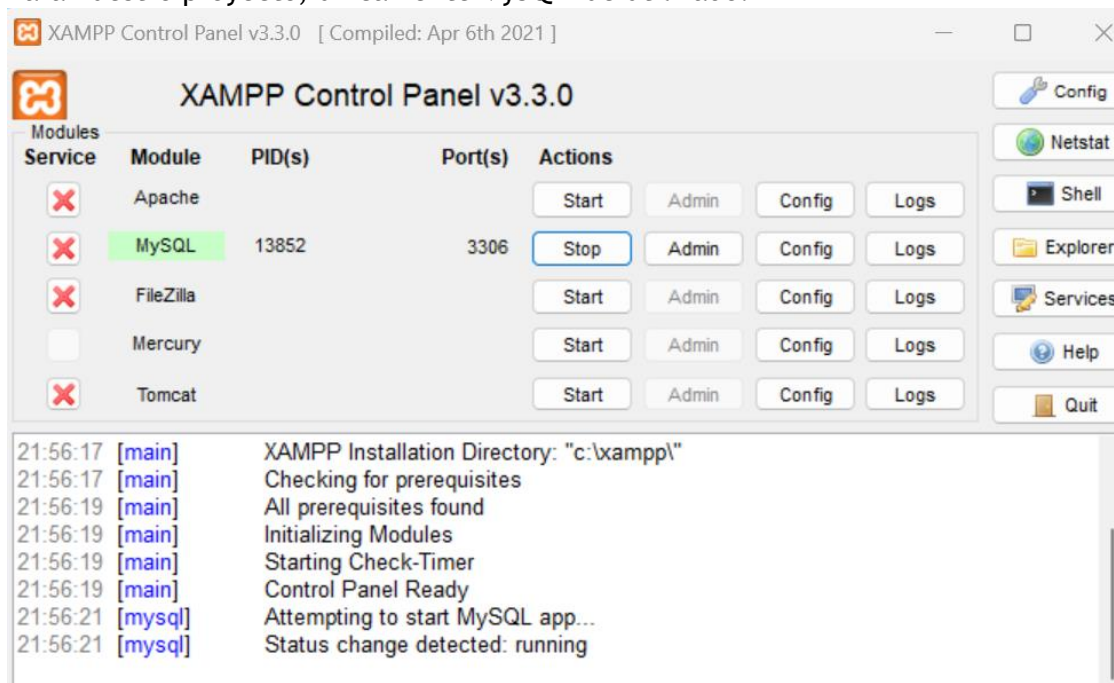 XAMPP Control Panel v3.3.0 [ Compiled: Apr 6th 2021 ]
XAMPP Control Panel v3.3.0
Config
Modules
Service Module PID(s) Port(s) Actions
Netstat
Apache Start Admin Config Logs
Shell
MySQL 13852 3306 Stop Admin Config Logs
Explorer
FileZilla Start Admin Config Logs
Services
Mercury Start Admin Config Logs
Help
Tomcat Start Admin Config Logs
Quit
21:56:17 [main] XAMPP Installation Directory: "c:\xampp\"
21:56:17 [main] Checking for prerequisites
21:56:19 [main] All prerequisites found
21:56:19 [main] Initializing Modules
21:56:19 [main] Starting Check-Timer
21:56:19 [main] Control Panel Ready
21:56:21 [mysql] Attempting to start MySQL app...
21:56:21 [mysql] Status change detected: running